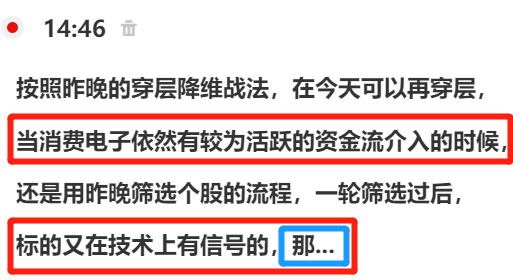 14:46
按照昨晚的穿层降维战法，在今天可以再穿层，
当消费电子依然有较为活跃的资金流介入的时候，
还是用昨晚筛选个股的流程，一轮筛选过后，
标的又在技术上有信号的，那...